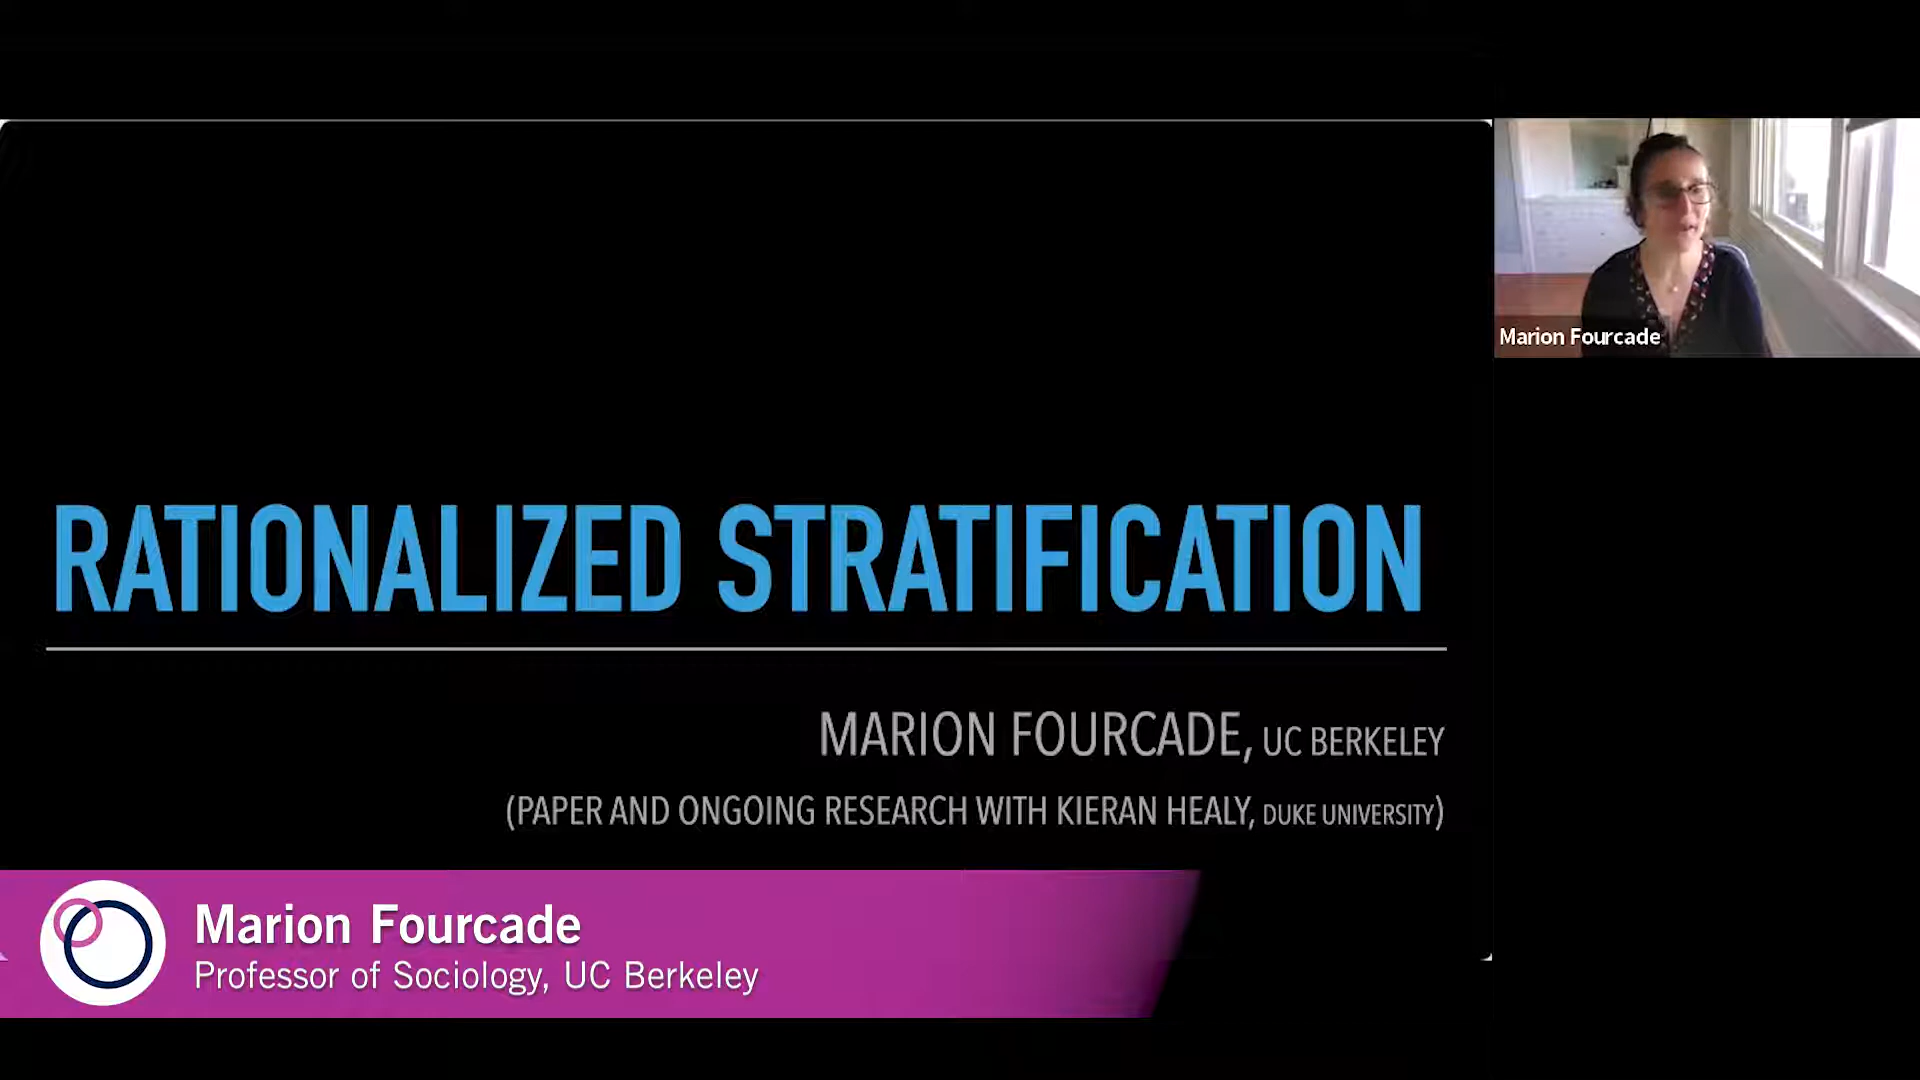 RATIONALIZED STRATIFICATION
MARION FOURCADE, UC BERKELEY
(PAPER AND ONGOING RESEARCH WITH KIERAN HEALY, DUKE UNIVERSITY)
Marion Fourcade
Marion Fourcade
Professor of Sociology, UC Berkeley